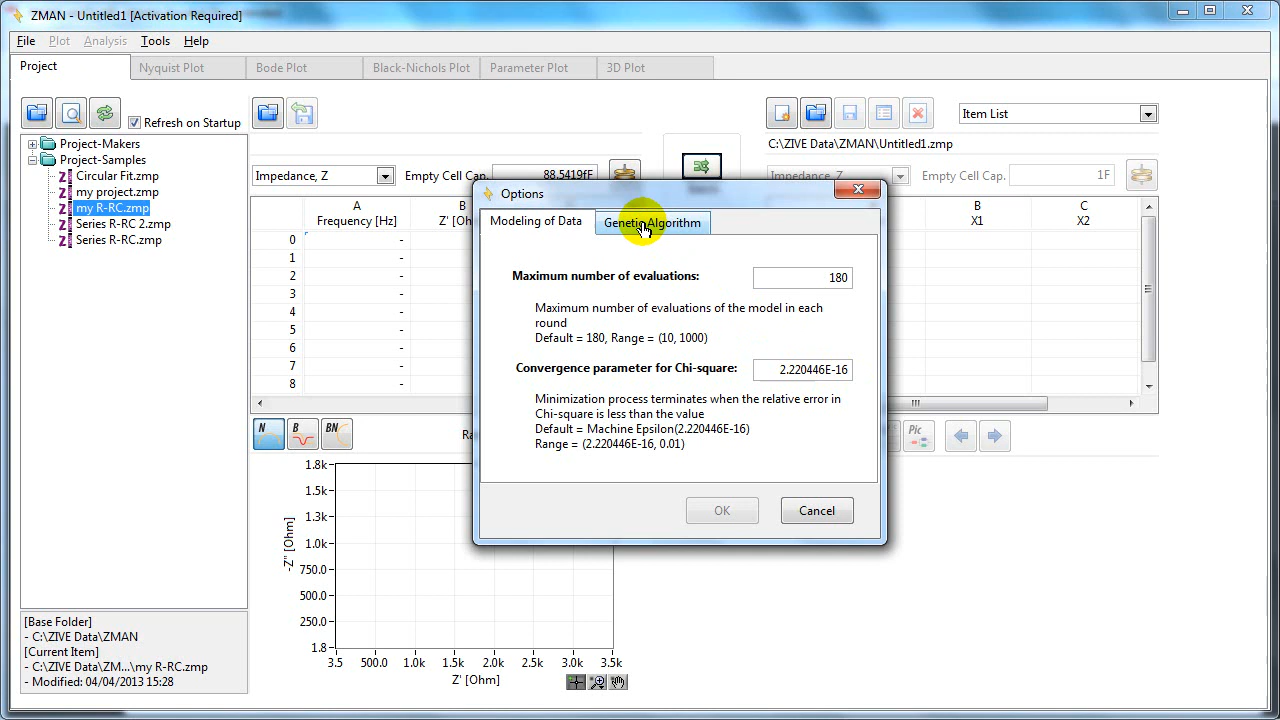 ZMAN - Untitled1 [Activation Required]
File Plot Analysis Tools Help
Project Nyquist Plot Bode Plot Black-Nichols Plot Parameter Plot 3D Plot
Refresh on Startup
Item List
Project-Makers
Project-Samples
Circular Fit.zmp
my project.zmp
my R-RC.zmp
Series R-RC 2.zmp
Series R-RC.zmp
[Base Folder]
- C:\ZIVE Data\ZMAN
[Current Item]
- C:\ZIVE Data\ZM...\my R-RC.zmp
- Modified: 04/04/2013 15:28
C:\ZIVE Data\ZMAN\Untitled1.zmp
Impedance, Z Empty Cell Cap. 88.5419fF
Impedance, Z Empty Cell Cap. 1F
A B
Frequency [Hz] Z' [Ohm
0 -
1 -
2 -
3 -
4 -
5 -
6 -
7 -
8 -
B C
X1 X2
Options
Modeling of Data Genetic Algorithm
Maximum number of evaluations: 180
Maximum number of evaluations of the model in each
round
Default = 180, Range = (10, 1000)
Convergence parameter for Chi-square: 2.220446E-16
Minimization process terminates when the relative error in
Chi-square is less than the value
Default = Machine Epsilon(2.220446E-16)
Range = (2.220446E-16, 0.01)
OK Cancel
N B BN Ra
Pic
-Z'' [Ohm]
1.8k
1.5k
1.3k
1.0k
750.0
500.0
250.0
1.8
3.5 500.0 1.0k 1.5k 2.0k 2.5k 3.0k 3.5k
Z' [Ohm]